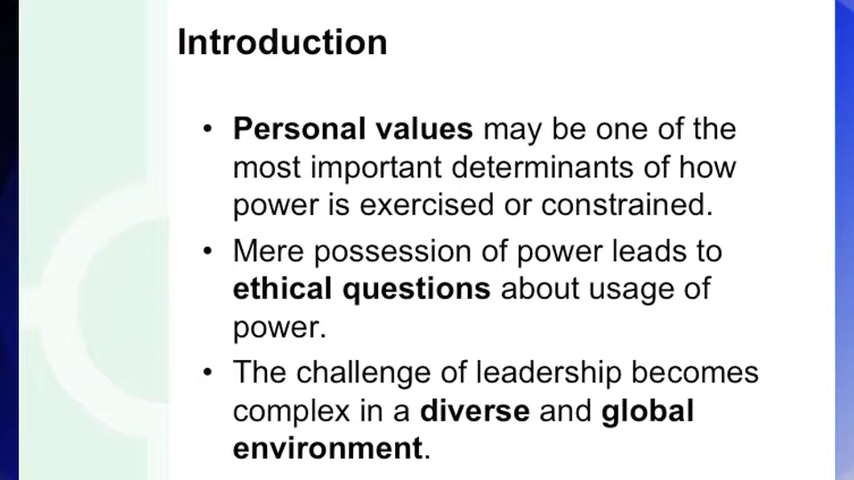 Introduction
• Personal values may be one of the
most important determinants of how
power is exercised or constrained.
• Mere possession of power leads to
ethical questions about usage of
power.
• The challenge of leadership becomes
complex in a diverse and global
environment.